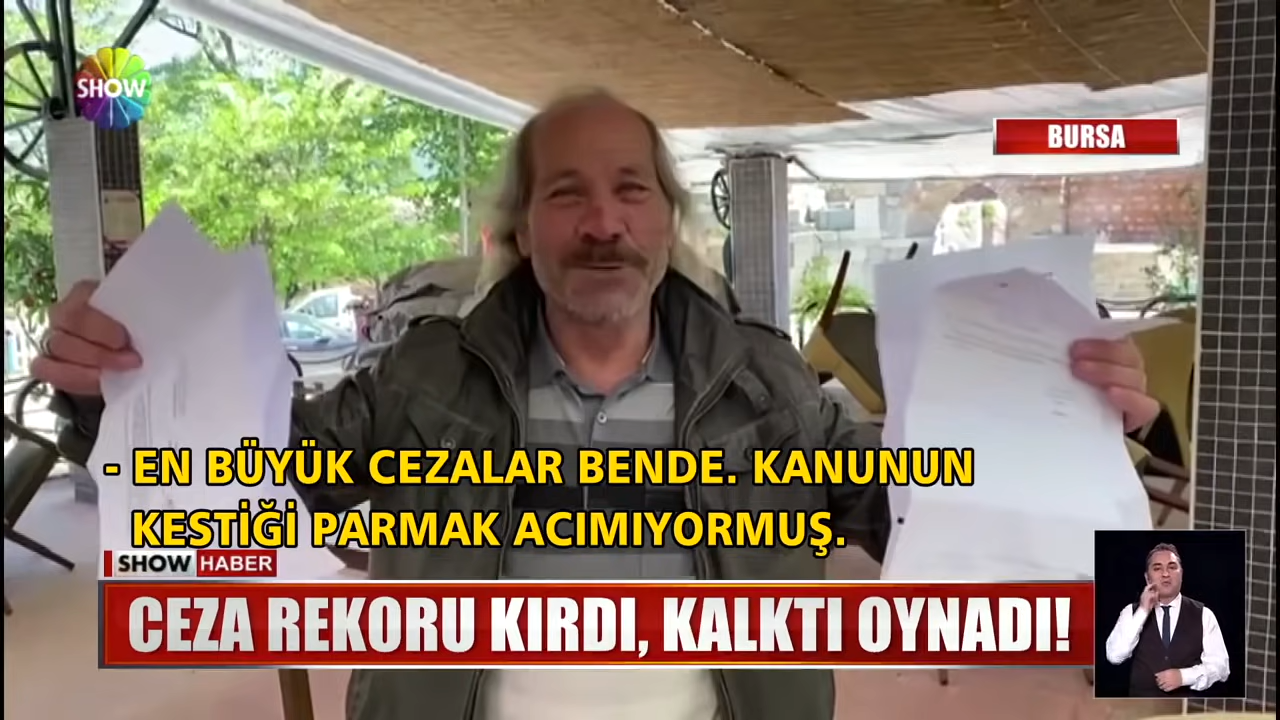 SHOW
BURSA
- EN BÜYÜK CEZALAR BENDE. KANUNUN
KESTİĞİ PARMAK ACIMIYORMUŞ.
SHOW HABER
CEZA REKORU KIRDI, KALKTI OYNADI!